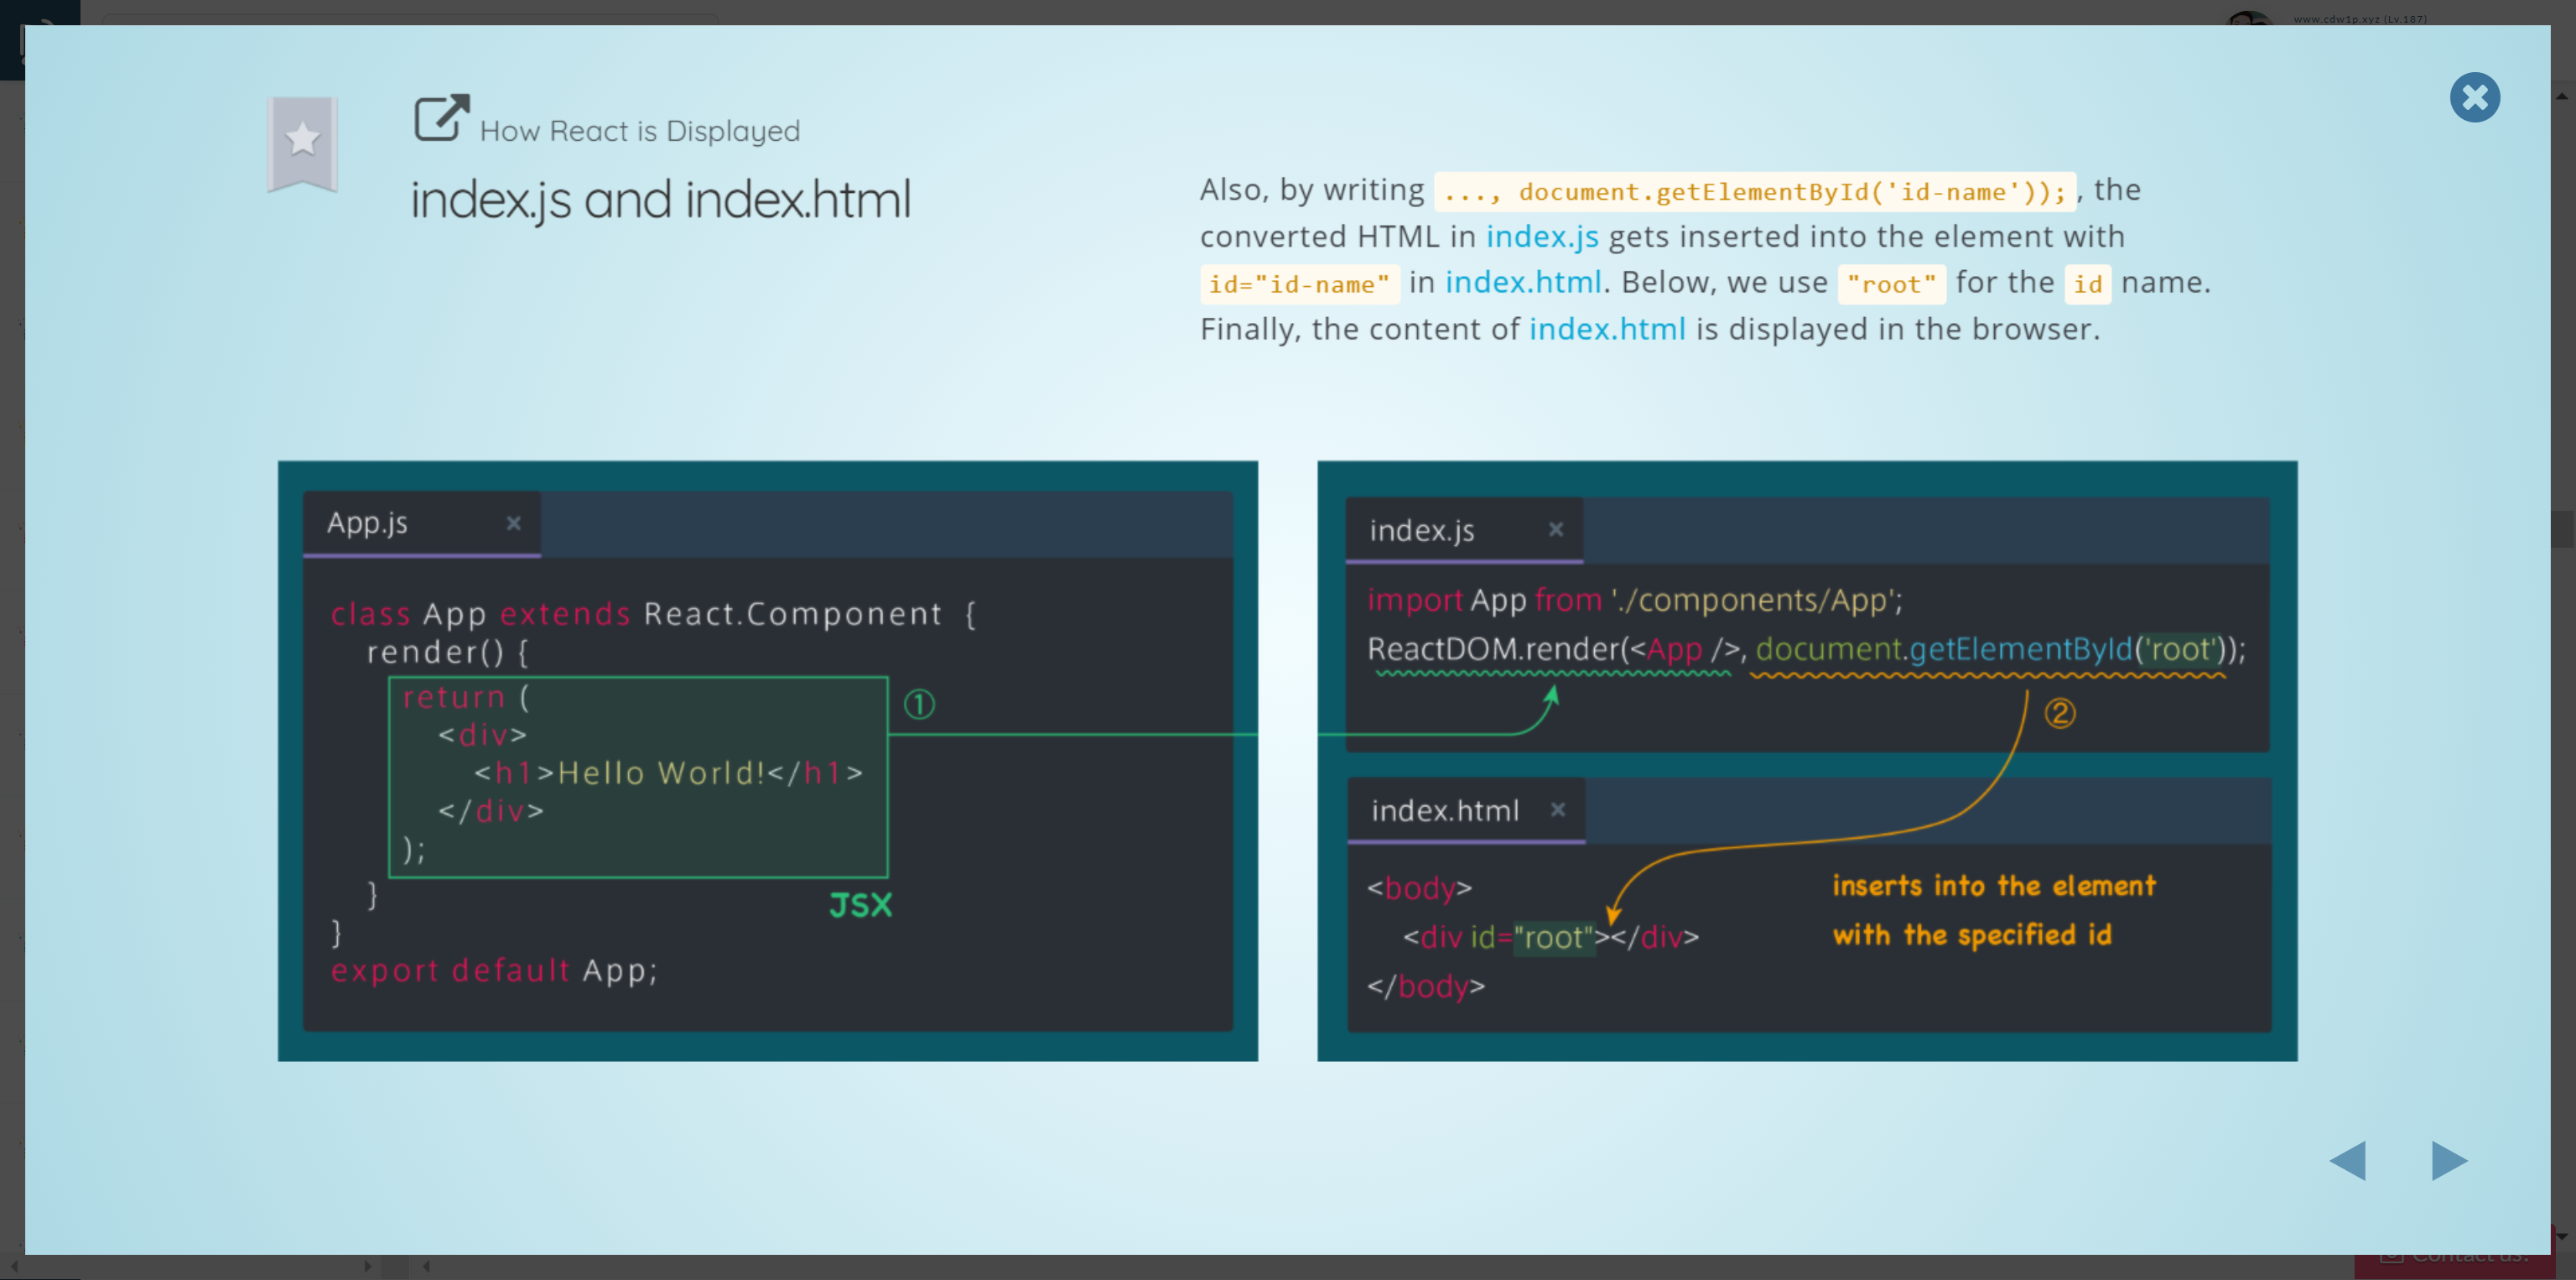 www.cdw1p.xyz (Lv.187)
How React is Displayed
index.js and index.html
Also, by writing ..., document.getElementById('id-name')); , the
converted HTML in index.js gets inserted into the element with
id="id-name" in index.html. Below, we use "root" for the id name.
Finally, the content of index.html is displayed in the browser.
App.js ×
class App extends React.Component {
render() {
return (
<div>
<h1>Hello World!</h1>
</div>
);
}
}
export default App;
①
JSX
index.js ×
import App from './components/App';
ReactDOM.render(<App />, document.getElementById('root'));
②
index.html ×
<body>
<div id="root"></div>
</body>
inserts into the element
with the specified id
Contact us!